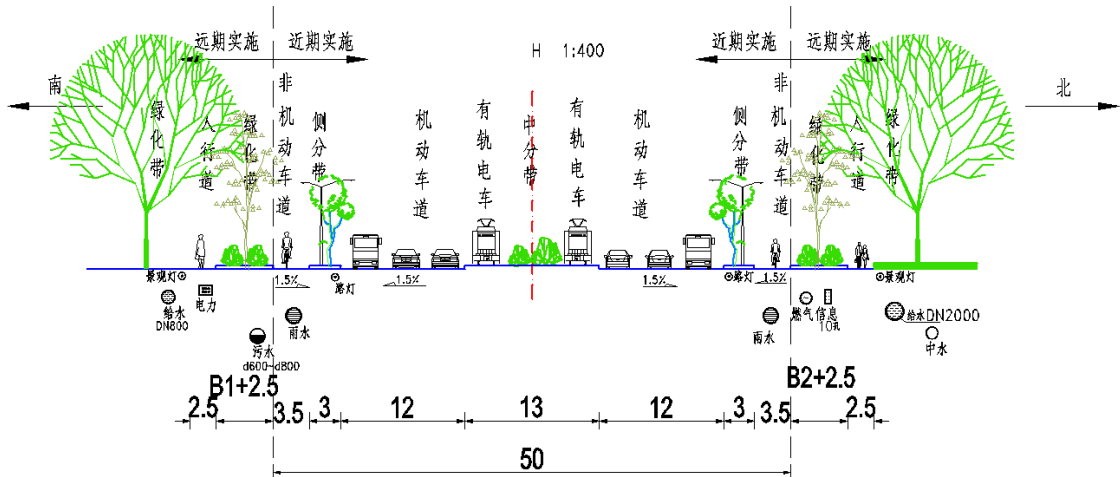 远期实施
近期实施
H 1:400
近期实施
远期实施
南
北
绿化带
人行道
绿化带
非机动车道
侧分带
机动车道
有轨电车
中分带
有轨电车
机动车道
侧分带
非机动车道
绿化带
人行道
绿化带
景观灯
1.5%
路灯
1.5%
1.5%
路灯
1.5%
景观灯
给水
DN800
电力
污水
d600~d800
雨水
雨水
燃气
信息
10孔
给水DN2000
中水
B1+2.5
B2+2.5
2.5
3.5
3
12
13
12
3
3.5
2.5
50